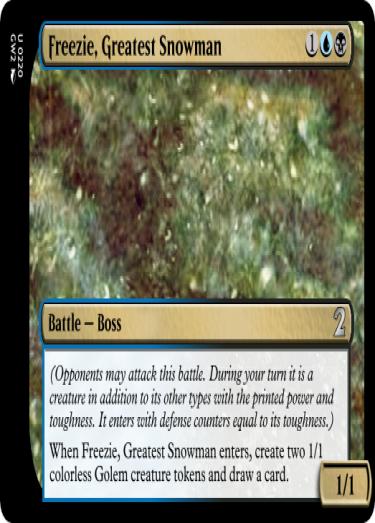 Freezie, Greatest Snowman
1
U 0220
CW2
Battle – Boss
2
(Opponents may attack this battle. During your turn it is a
creature in addition to its other types with the printed power and
toughness. It enters with defense counters equal to its toughness.)
When Freezie, Greatest Snowman enters, create two 1/1
colorless Golem creature tokens and draw a card.
1/1